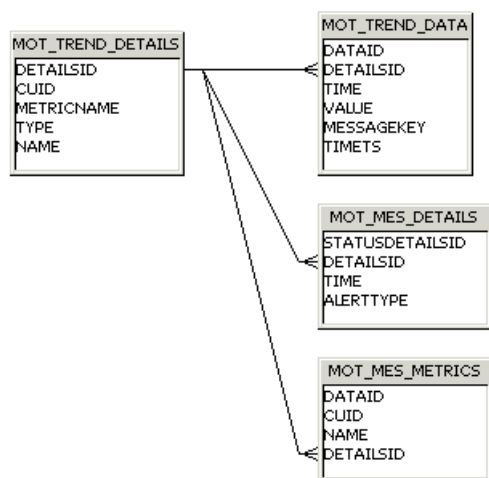 MOT_TREND_DETAILS
DETAILSID
CUID
METRICNAME
TYPE
NAME
MOT_TREND_DATA
DATAID
DETAILSID
TIME
VALUE
MESSAGEKEY
TIMETS
MOT_MES_DETAILS
STATUSDETAILSID
DETAILSID
TIME
ALERTTYPE
MOT_MES_METRICS
DATAID
CUID
NAME
DETAILSID